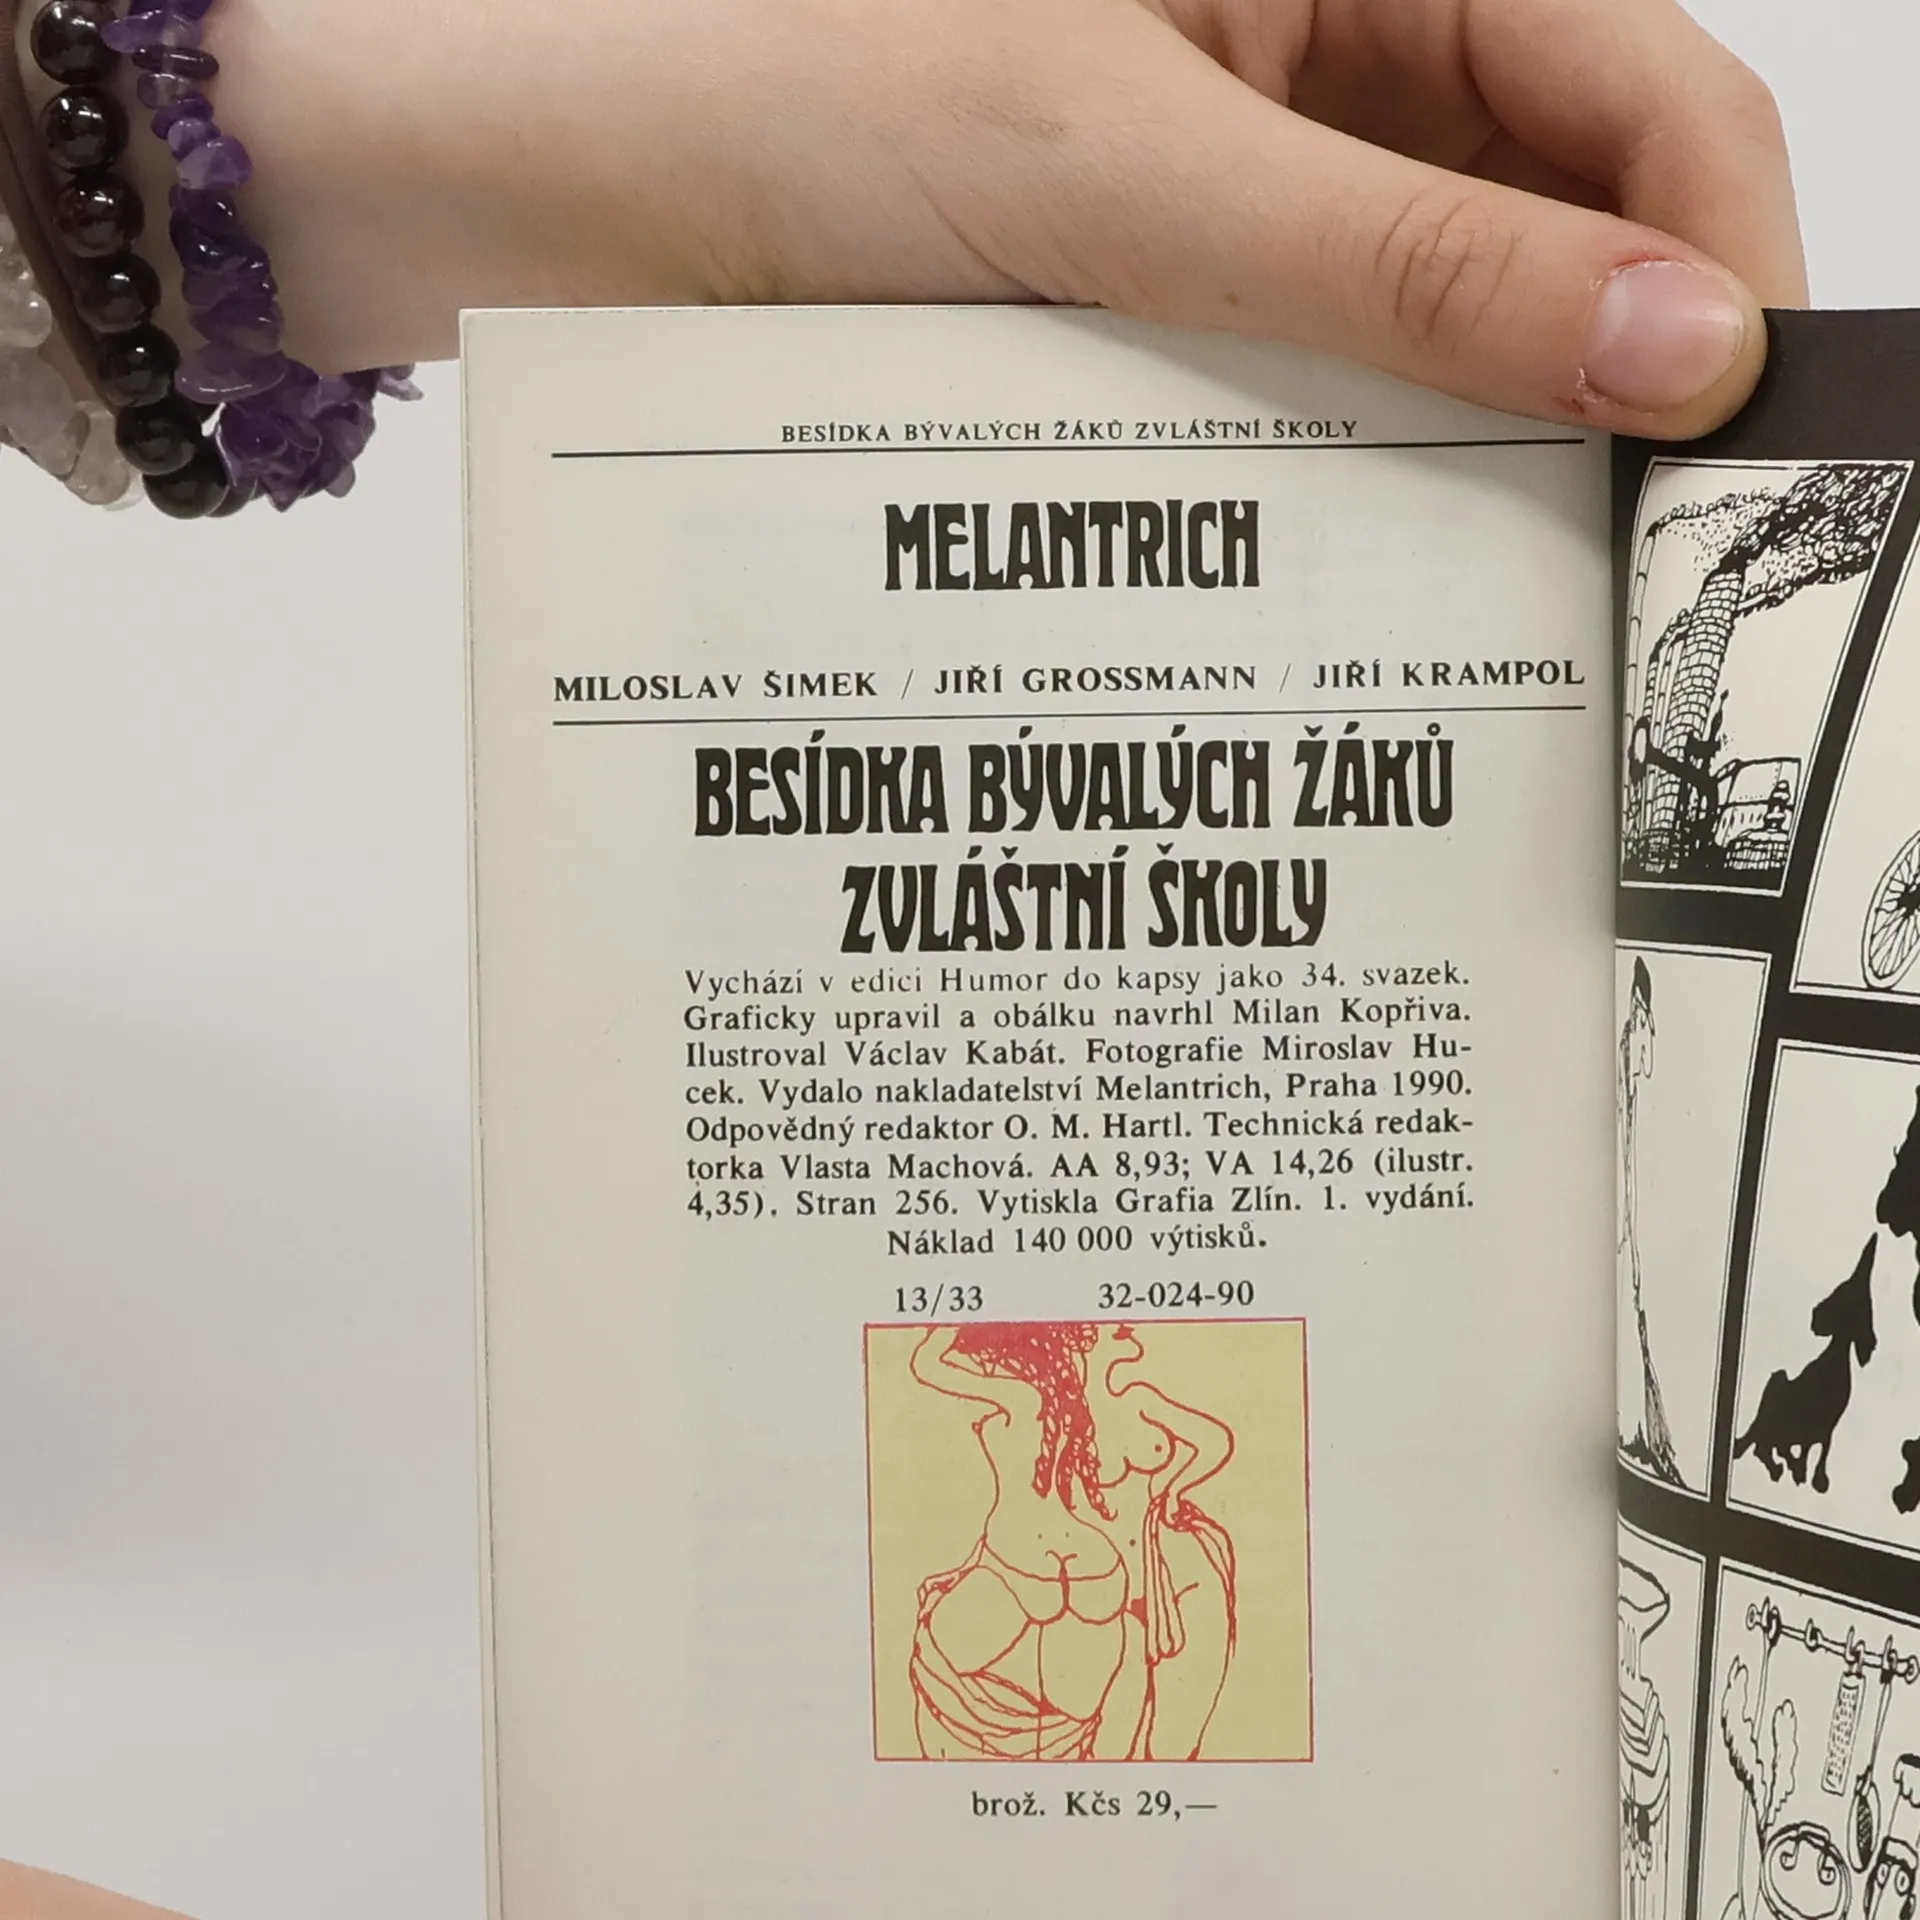 BESÍDKA BÝVALÝCH ŽÁKŮ ZVLÁŠTNÍ ŠKOLY
MELANTRICH
MILOSLAV ŠIMEK / JIŘÍ GROSSMANN / JIŘÍ KRAMPOL
BESÍDKA BÝVALÝCH ŽÁKŮ
ZVLÁŠTNÍ ŠKOLY
Vychází v edici Humor do kapsy jako 34. svazek.
Graficky upravil a obálku navrhl Milan Kopřiva.
Ilustroval Václav Kabát. Fotografie Miroslav Hu-
cek. Vydalo nakladatelství Melantrich, Praha 1990.
Odpovědný redaktor O. M. Hartl. Technická redak-
torka Vlasta Machová. AA 8,93; VA 14,26 (ilustr.
4,35). Stran 256. Vytiskla Grafia Zlín. 1. vydání.
Náklad 140 000 výtisků.
13/33 32-024-90
brož. Kčs 29,—